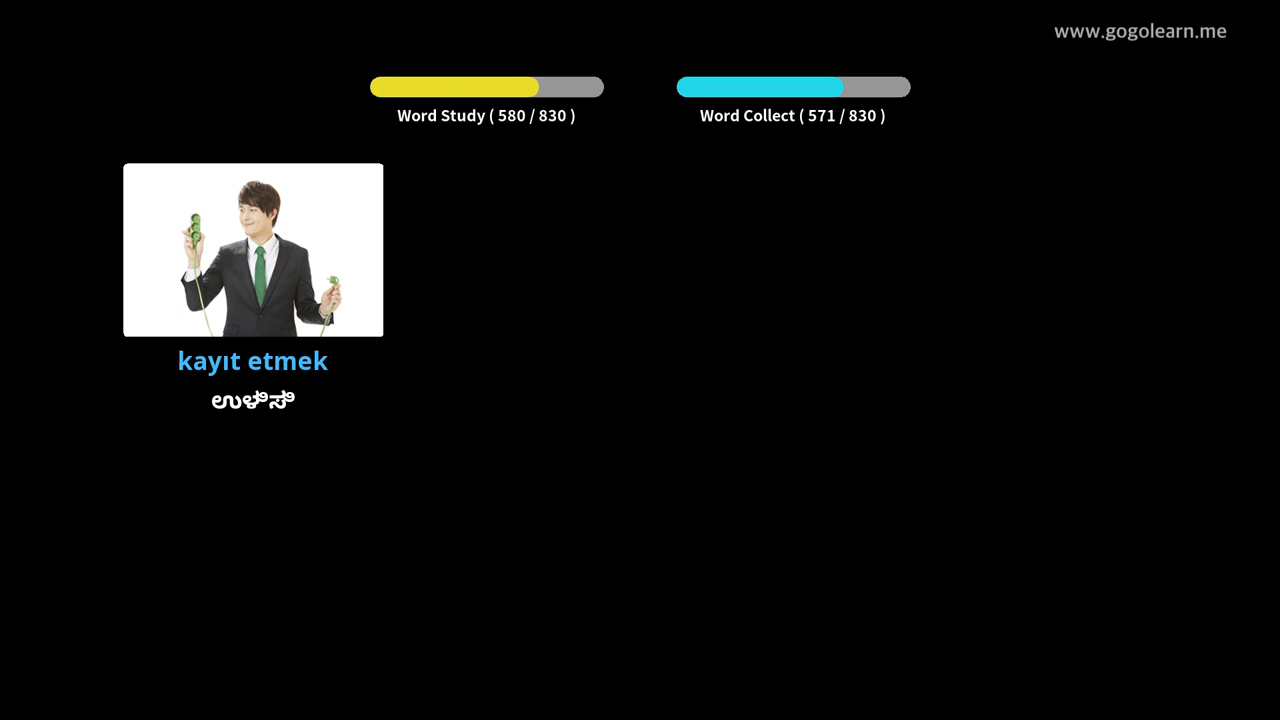 www.gogolearn.me
Word Study ( 580 / 830 )
Word Collect ( 571 / 830 )
kayıt etmek
ಉಳಿಸಿ